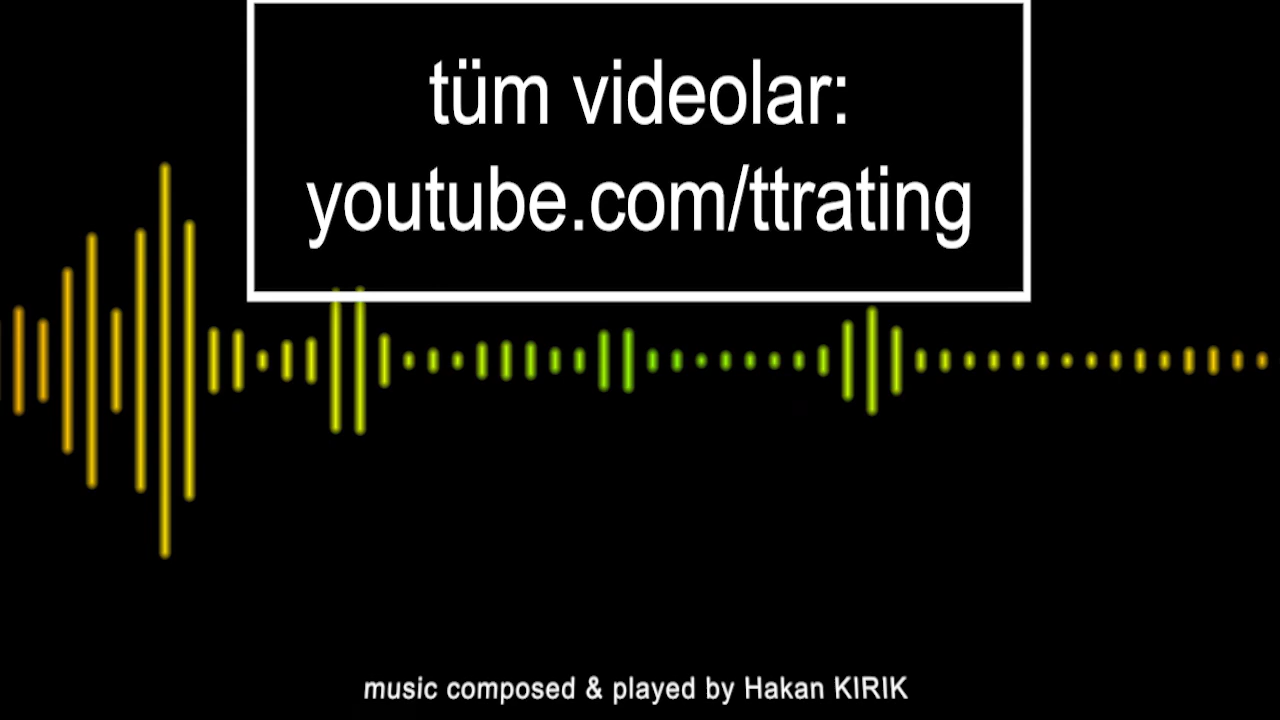 tüm videolar:
youtube.com/ttrating
music composed & played by Hakan KIRIK